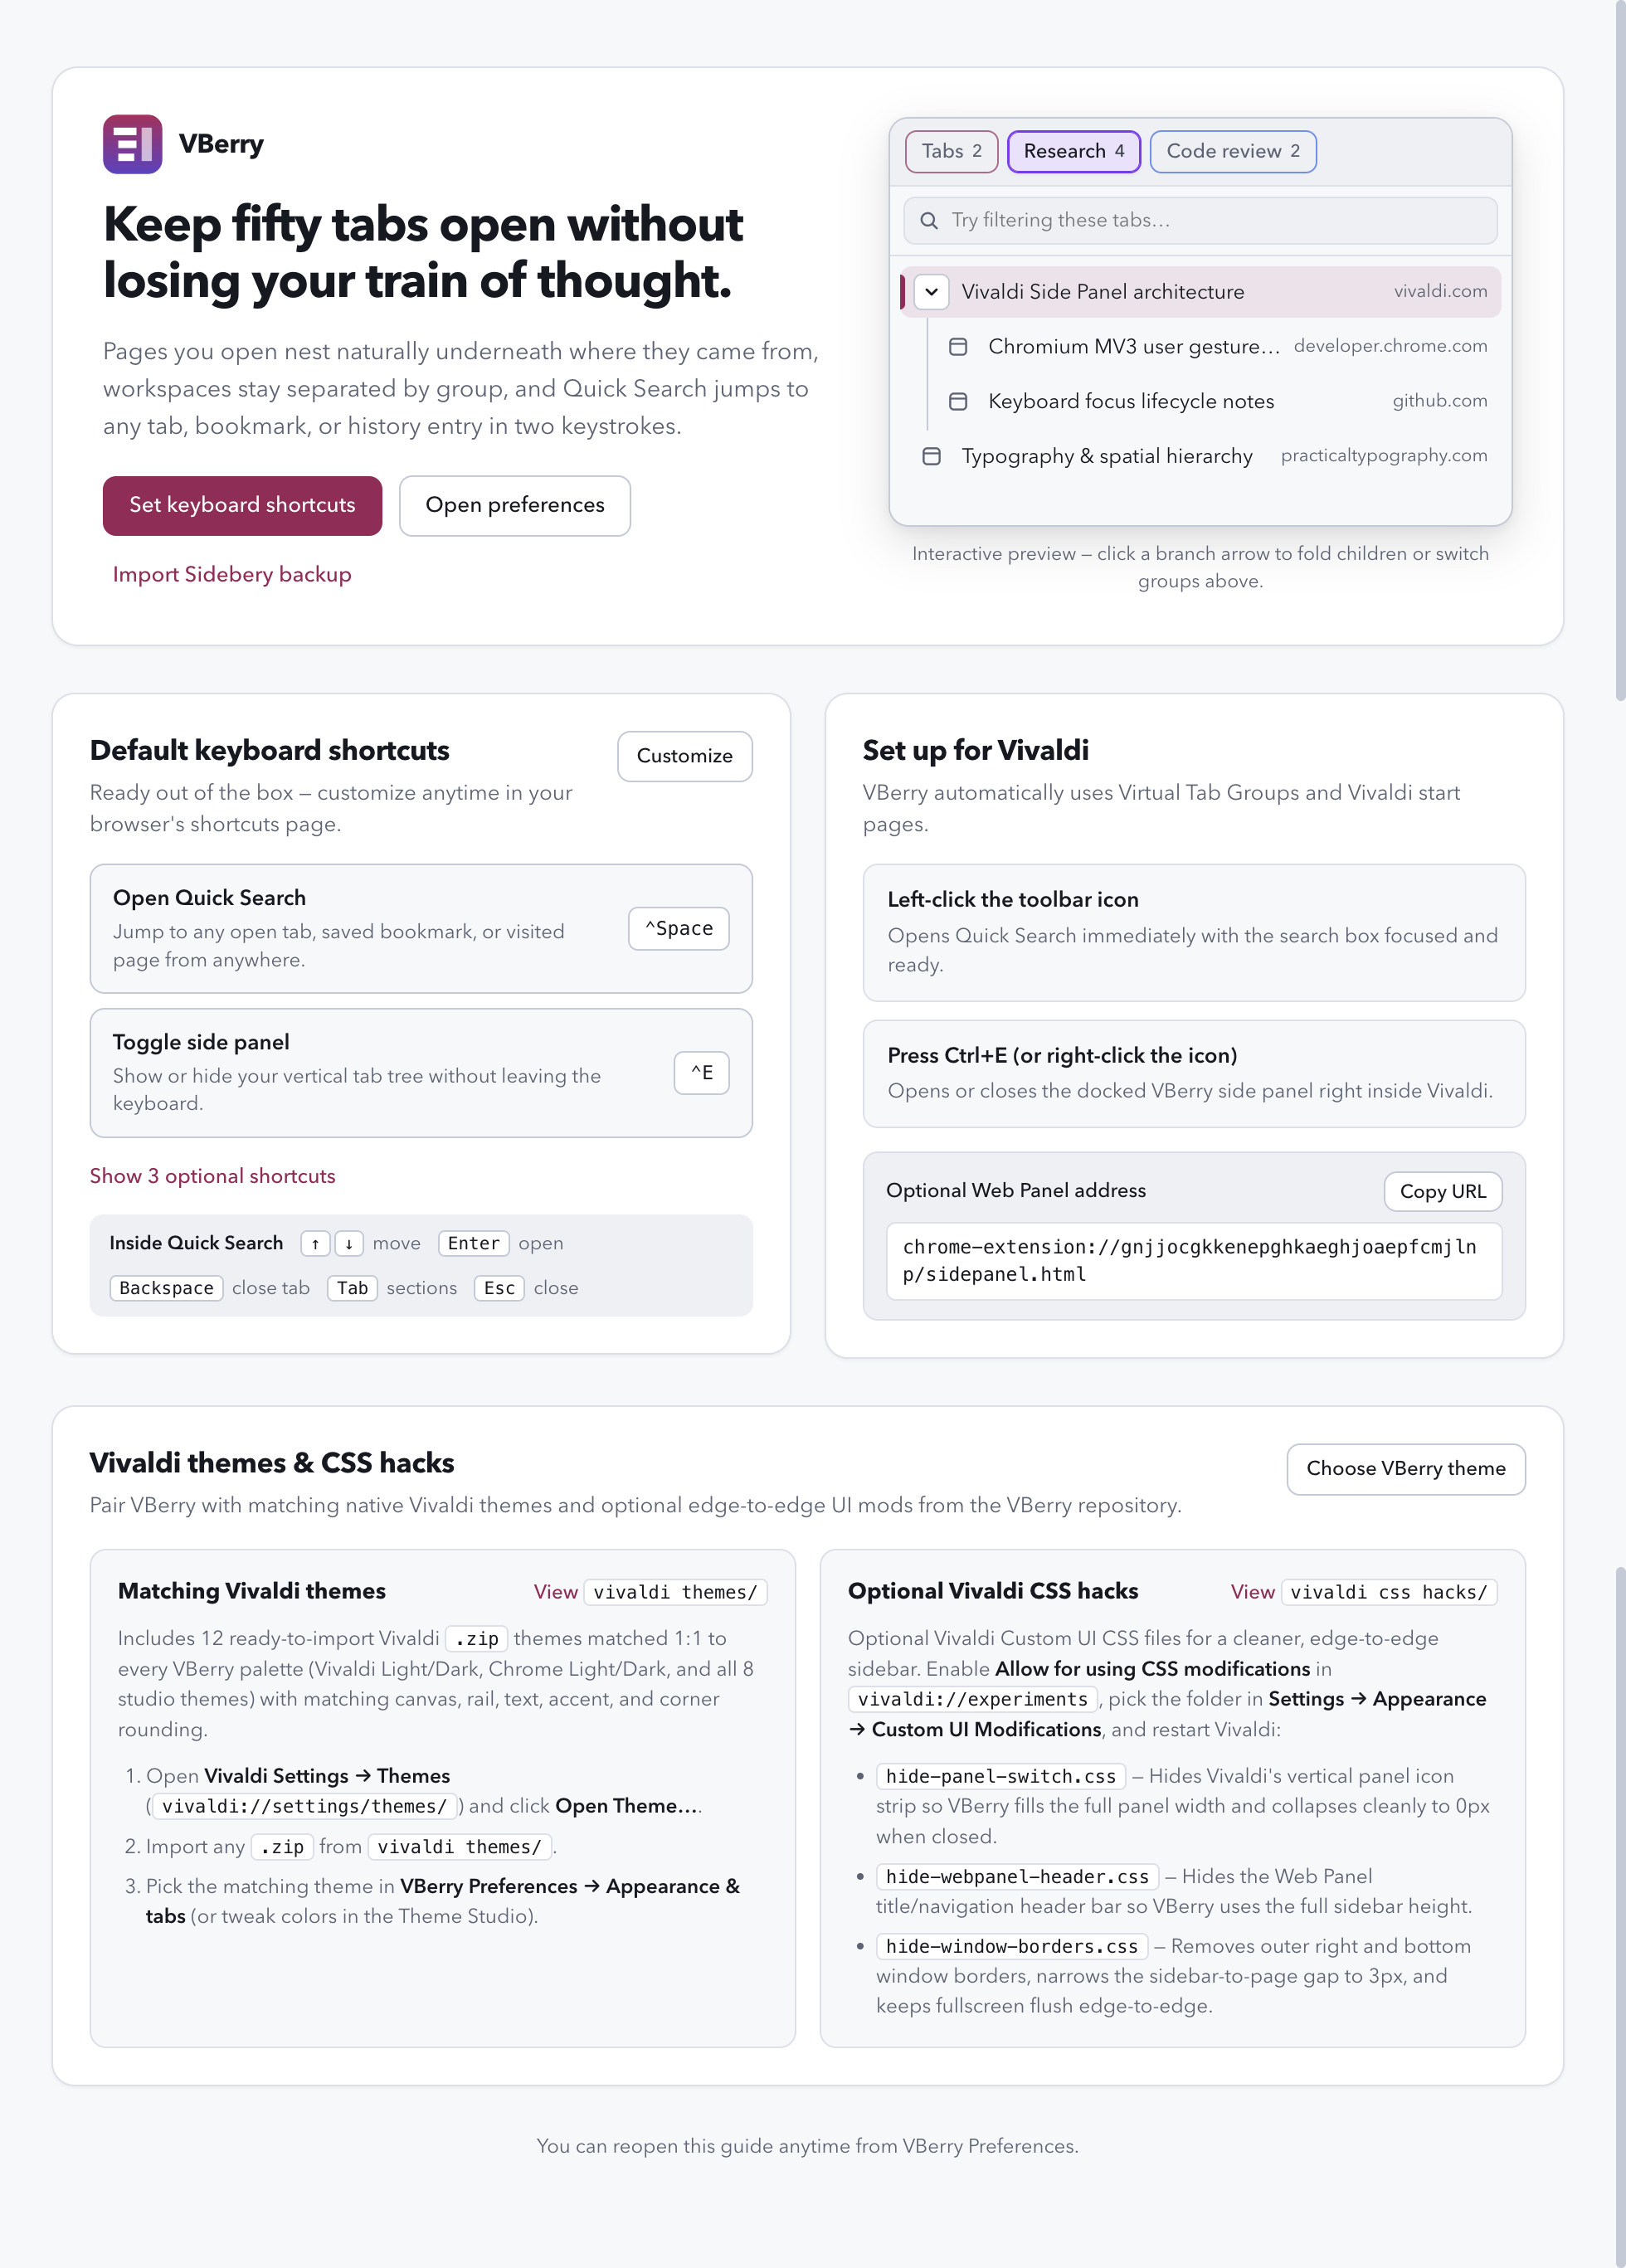 VBerry
Keep fifty tabs open without
losing your train of thought.
Pages you open nest naturally underneath where they came from,
workspaces stay separated by group, and Quick Search jumps to
any tab, bookmark, or history entry in two keystrokes.
Set keyboard shortcuts
Open preferences
Import Sidebery backup
Tabs 2
Research 4
Code review 2
Try filtering these tabs…
Vivaldi Side Panel architecture vivaldi.com
Chromium MV3 user gesture… developer.chrome.com
Keyboard focus lifecycle notes github.com
Typography & spatial hierarchy practicaltypography.com
Interactive preview – click a branch arrow to fold children or switch
groups above.
Default keyboard shortcuts
Customize
Ready out of the box – customize anytime in your
browser's shortcuts page.
Open Quick Search
Jump to any open tab, saved bookmark, or visited
page from anywhere.
^Space
Toggle side panel
Show or hide your vertical tab tree without leaving the
keyboard.
^E
Show 3 optional shortcuts
Inside Quick Search ↑ ↓ move Enter open
Backspace close tab Tab sections Esc close
Set up for Vivaldi
VBerry automatically uses Virtual Tab Groups and Vivaldi start
pages.
Left-click the toolbar icon
Opens Quick Search immediately with the search box focused and
ready.
Press Ctrl+E (or right-click the icon)
Opens or closes the docked VBerry side panel right inside Vivaldi.
Optional Web Panel address
Copy URL
chrome-extension://gnjjocgkkenepghkaeghjoaepfcmjln
p/sidepanel.html
Vivaldi themes & CSS hacks
Choose VBerry theme
Pair VBerry with matching native Vivaldi themes and optional edge-to-edge UI mods from the VBerry repository.
Matching Vivaldi themes
View vivaldi themes/
Includes 12 ready-to-import Vivaldi .zip themes matched 1:1 to
every VBerry palette (Vivaldi Light/Dark, Chrome Light/Dark, and all 8
studio themes) with matching canvas, rail, text, accent, and corner
rounding.
1. Open Vivaldi Settings → Themes
(vivaldi://settings/themes/) and click Open Theme….
2. Import any .zip from vivaldi themes/.
3. Pick the matching theme in VBerry Preferences → Appearance &
tabs (or tweak colors in the Theme Studio).
Optional Vivaldi CSS hacks
View vivaldi css hacks/
Optional Vivaldi Custom UI CSS files for a cleaner, edge-to-edge
sidebar. Enable Allow for using CSS modifications in
vivaldi://experiments, pick the folder in Settings → Appearance
→ Custom UI Modifications, and restart Vivaldi:
• hide-panel-switch.css – Hides Vivaldi's vertical panel icon
strip so VBerry fills the full panel width and collapses cleanly to 0px
when closed.
• hide-webpanel-header.css – Hides the Web Panel
title/navigation header bar so VBerry uses the full sidebar height.
• hide-window-borders.css – Removes outer right and bottom
window borders, narrows the sidebar-to-page gap to 3px, and
keeps fullscreen flush edge-to-edge.
You can reopen this guide anytime from VBerry Preferences.